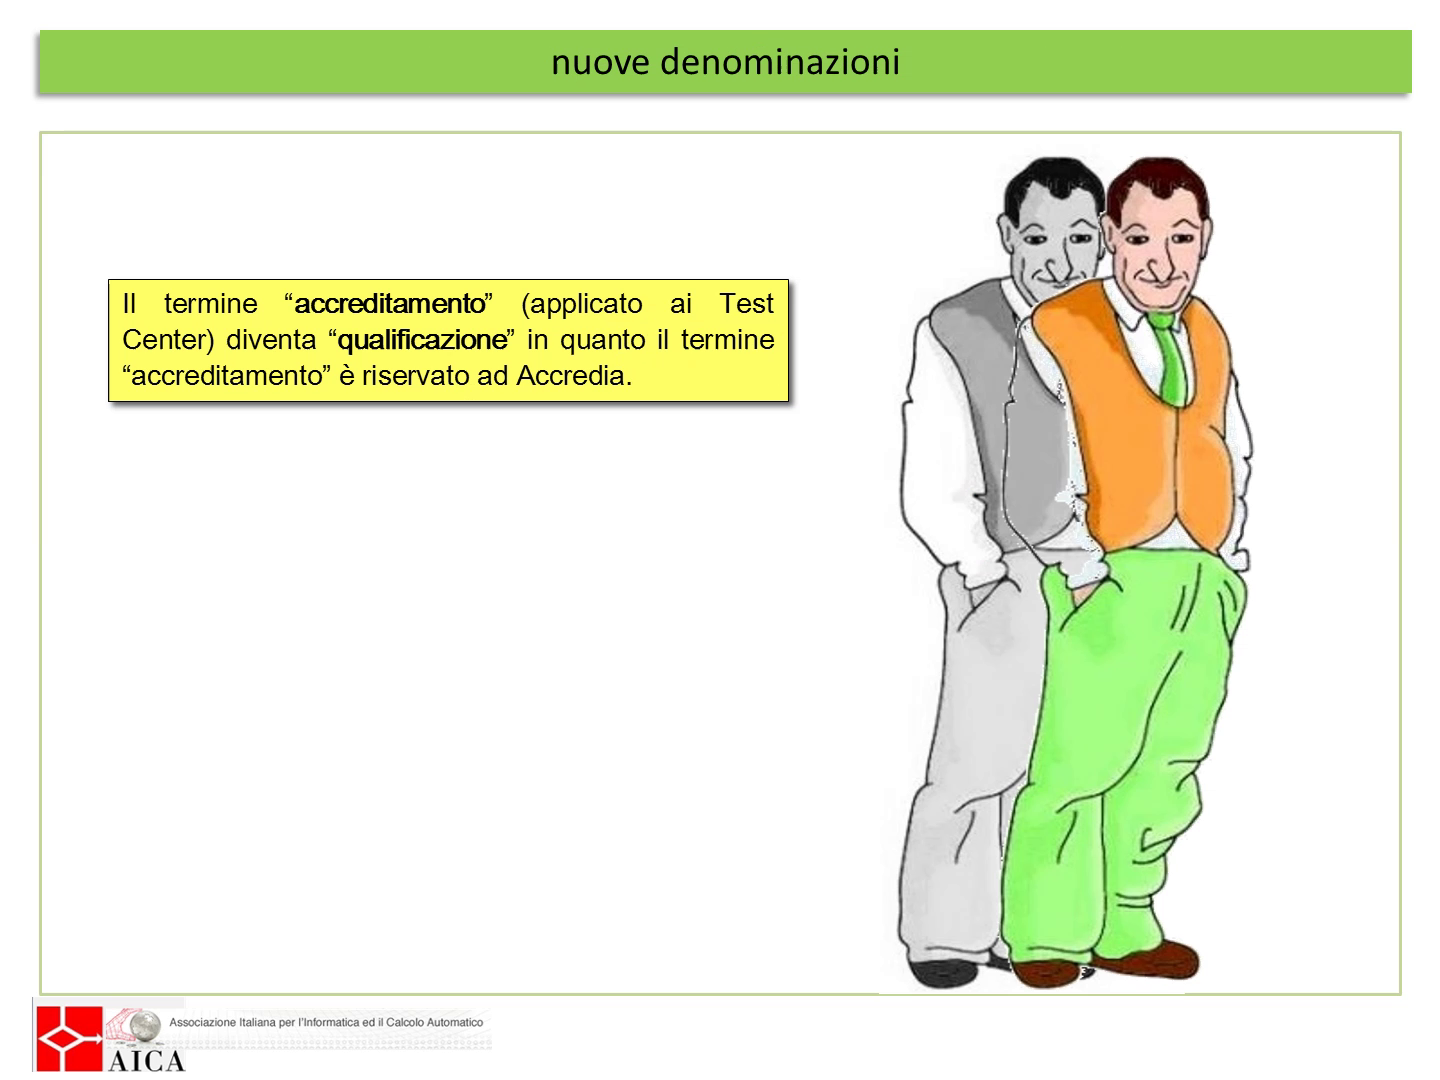 nuove denominazioni
Il termine “accreditamento” (applicato ai Test
Center) diventa “qualificazione” in quanto il termine
“accreditamento” è riservato ad Accredia.
Associazione Italiana per l'Informatica ed il Calcolo Automatico
AICA